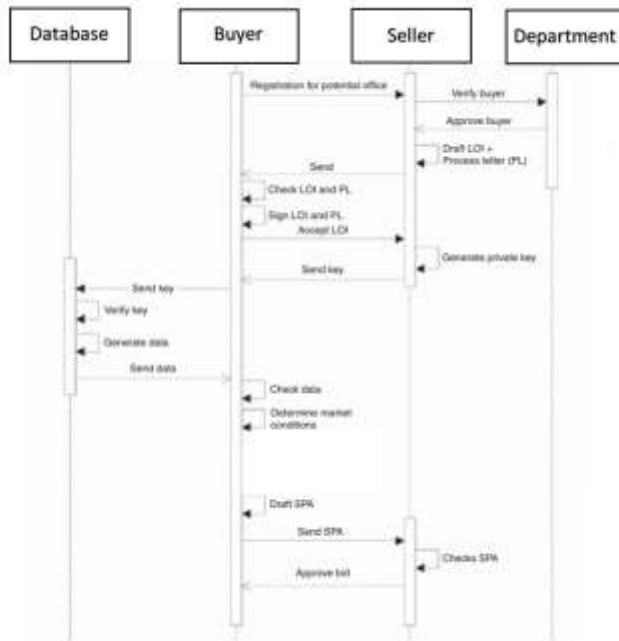 Database
Buyer
Seller
Department
Registration for potential office
Verify buyer
Approve buyer
Draft LOI +
Process letter (PL)
Send
Check LOI and PL
Sign LOI and PL
Accept LOI
Generate private key
Send key
Send key
Verify key
Generate data
Send data
Check data
Determine market
conditions
Draft SPA
Send SPA
Checks SPA
Approve bid